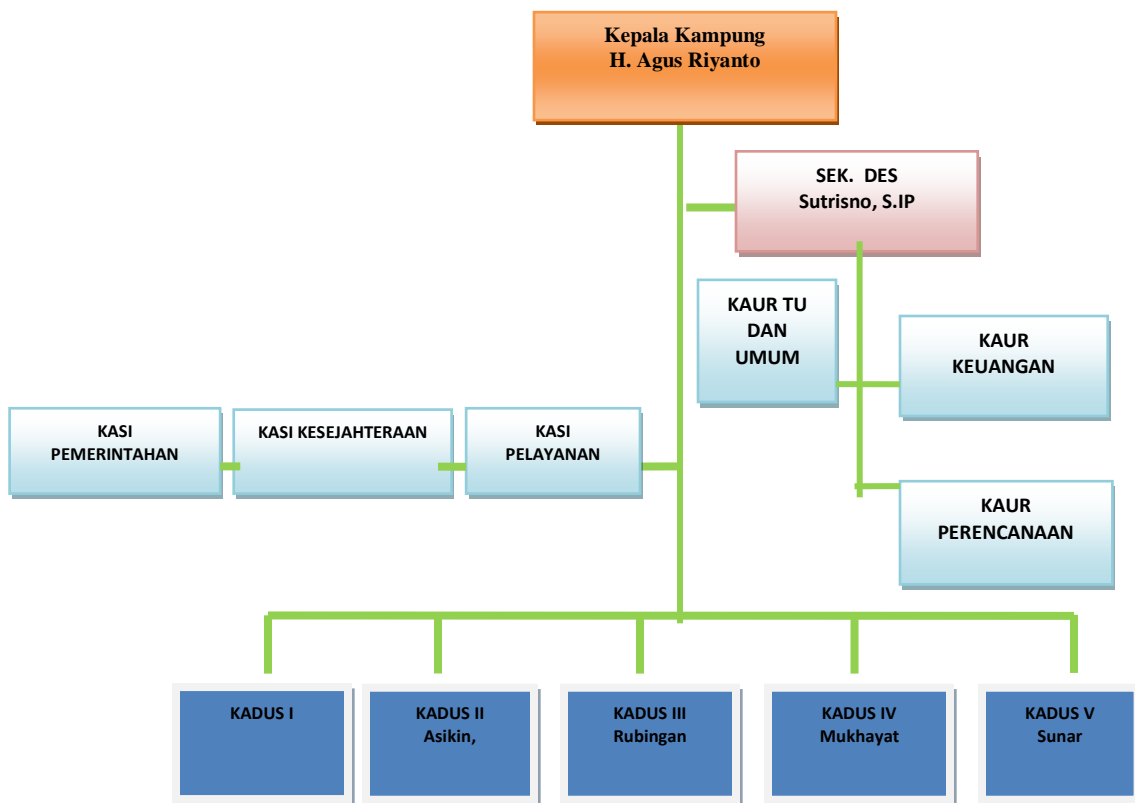 Kepala Kampung
H. Agus Riyanto
SEK. DES
Sutrisno, S.IP
KAUR TU
DAN
UMUM
KAUR
KEUANGAN
KASI
PEMERINTAHAN
KASI KESEJAHTERAAN
KASI
PELAYANAN
KAUR
PERENCANAAN
KADUS I
KADUS II
Asikin,
KADUS III
Rubingan
KADUS IV
Mukhayat
KADUS V
Sunar